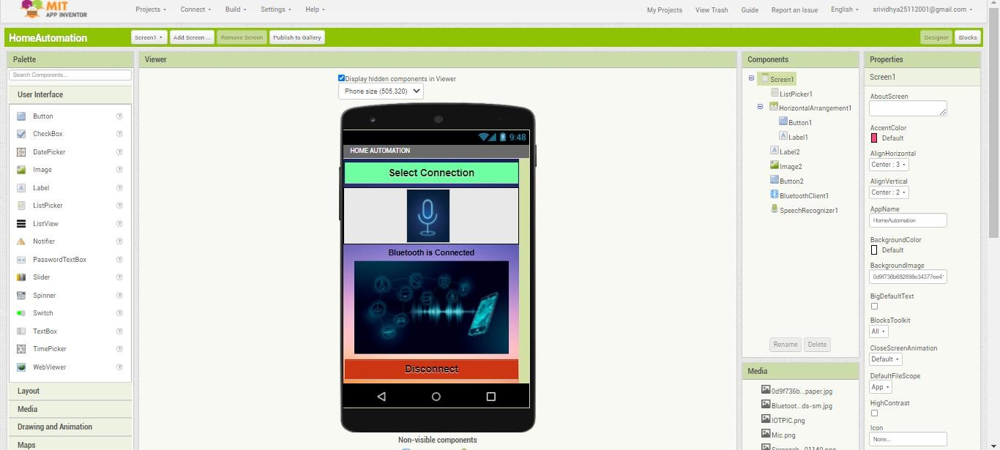 MIT
APP INVENTOR
Projects
Connect
Build
Settings
Help
My Projects
View Trash
Guide
Report an Issue
English
srividhya25112001@gmail.com
HomeAutomation
Screen1
Add Screen ...
Remove Screen
Publish to Gallery
Designer
Blocks
Palette
Search Components...
User Interface
Button
CheckBox
DatePicker
Image
Label
ListPicker
ListView
Notifier
PasswordTextBox
Slider
Spinner
Switch
TextBox
TimePicker
WebViewer
Layout
Media
Drawing and Animation
Maps
Viewer
Display hidden components in Viewer
Phone size (505,320)
9:48
HOME AUTOMATION
Select Connection
Bluetooth is Connected
Disconnect
Non-visible components
Components
Screen1
ListPicker1
HorizontalArrangement1
Button1
Label1
Label2
Image2
Button2
BluetoothClient1
SpeechRecognizer1
Rename
Delete
Media
0d9f736b...paper.jpg
Bluetoot...ds-sm.jpg
IOTPIC.png
Mic.png
Properties
Screen1
AboutScreen
AccentColor
Default
AlignHorizontal
Center : 3
AlignVertical
Center : 2
AppName
HomeAutomation
BackgroundColor
Default
BackgroundImage
0d9f736b682898e34377ee4
BigDefaultText
BlocksToolkit
All
CloseScreenAnimation
Default
DefaultFileScope
App
HighContrast
Icon
None...